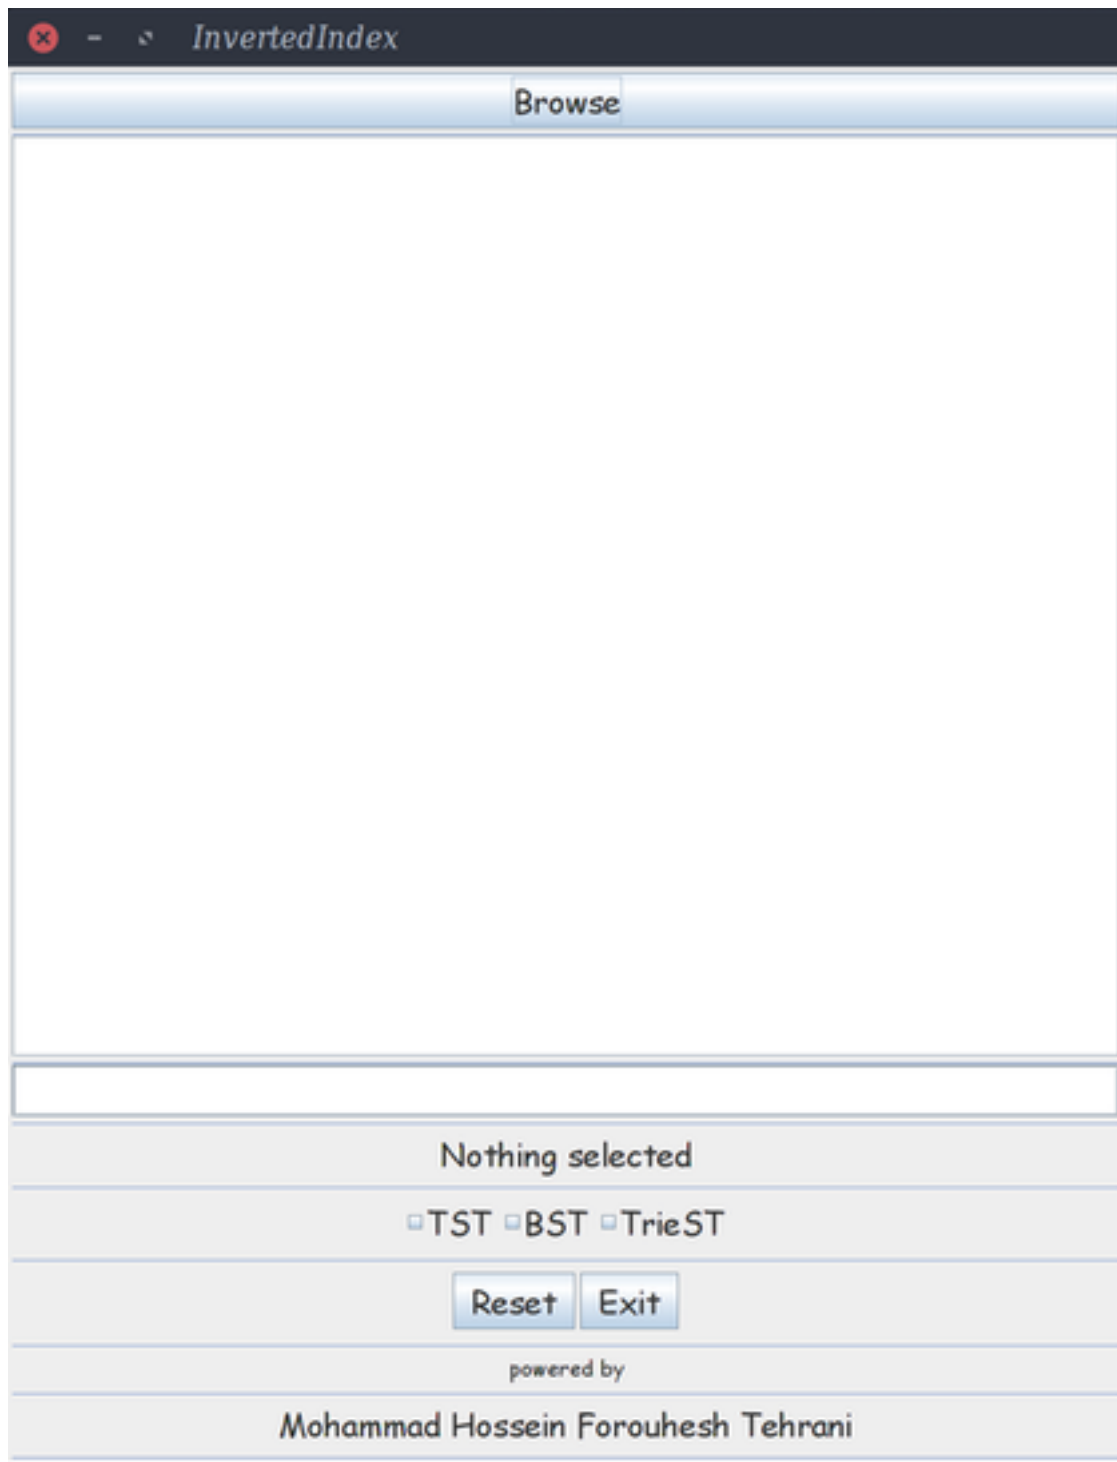 InvertedIndex
Browse
Nothing selected
TST BST TrieST
Reset Exit
powered by
Mohammad Hossein Forouhesh Tehrani